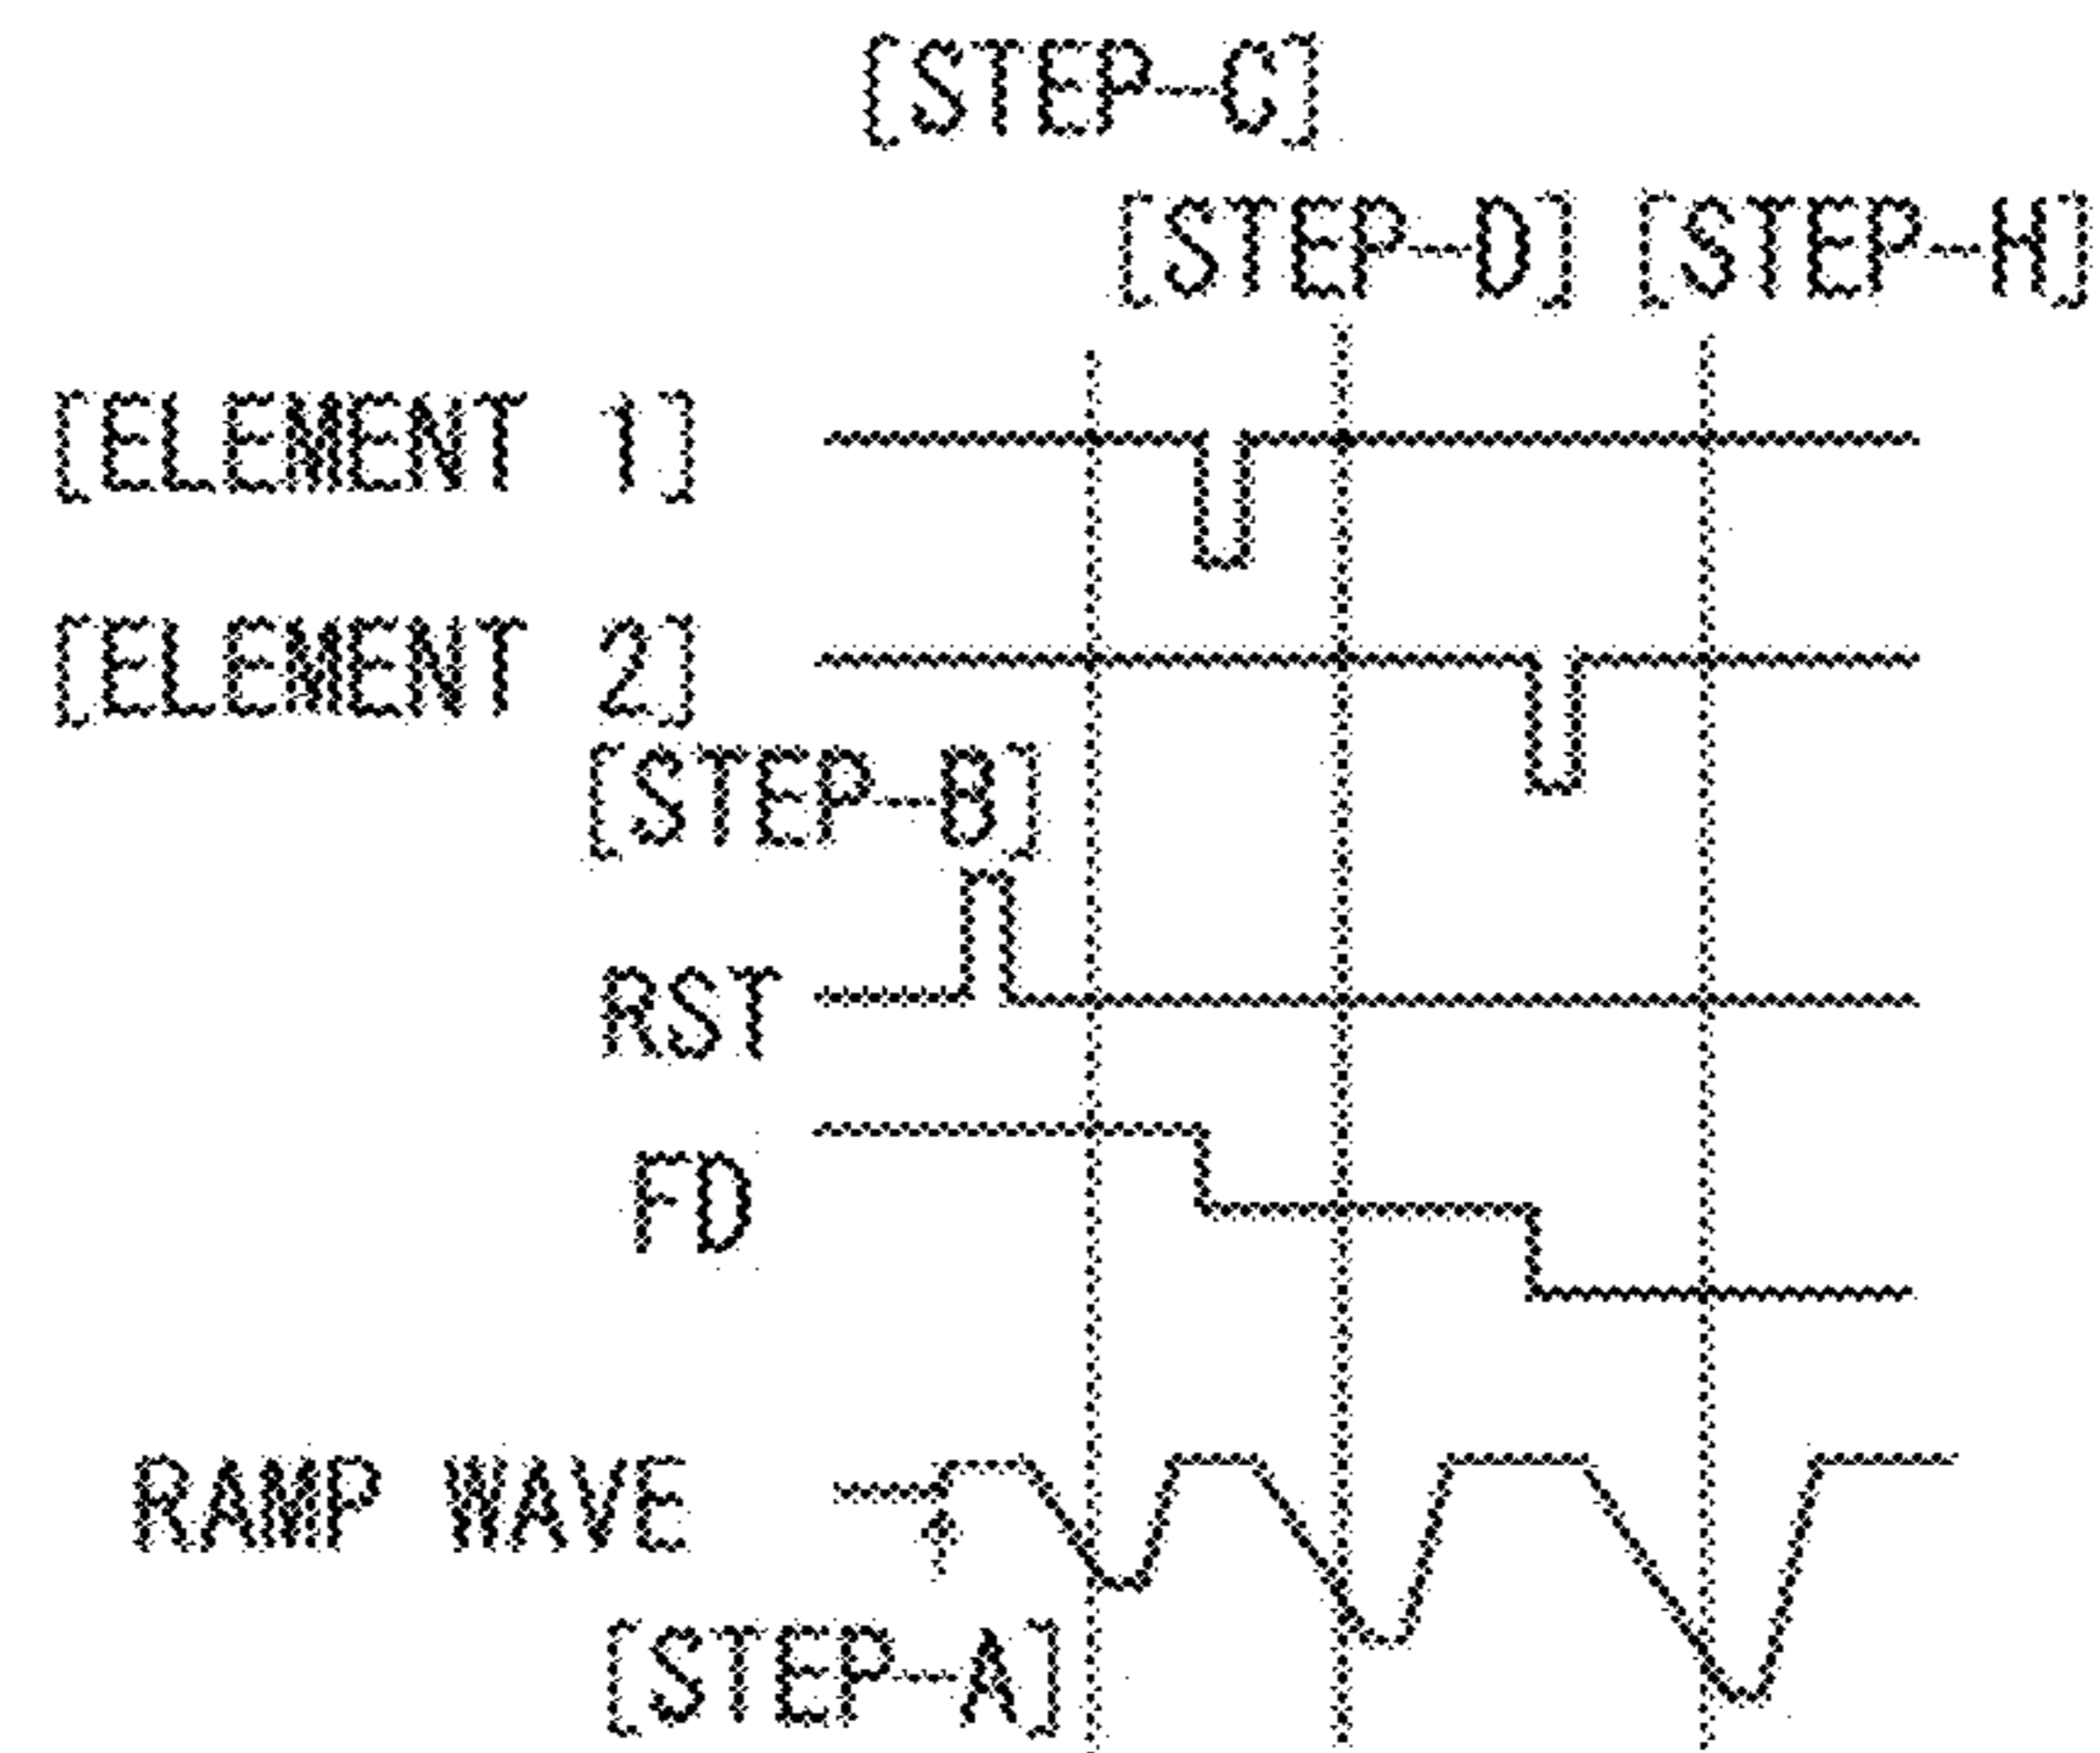 [STEP-C]
[STEP-D] [STEP-H]
[ELEMENT 1]
[ELEMENT 2]
[STEP-B]
RST
FD
RAMP WAVE
[STEP-A]